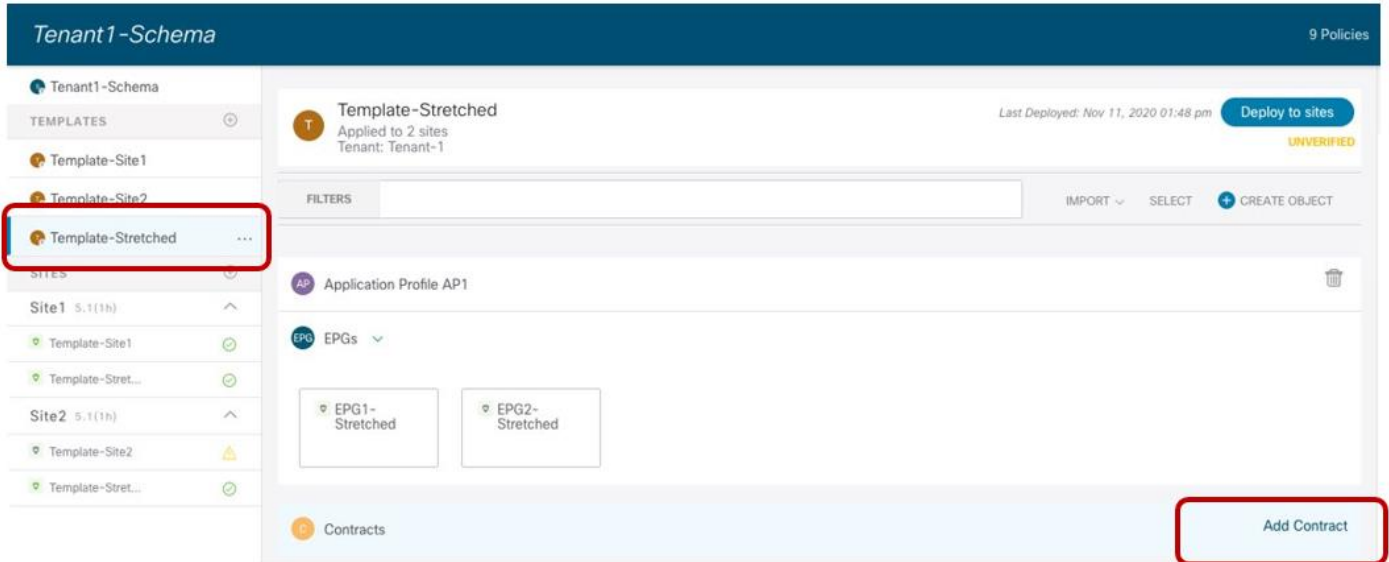 Tenant1-Schema
9 Policies
Tenant1-Schema
TEMPLATES
Template-Site1
Template-Site2
Template-Stretched
SITES
Site1 5.1(1h)
Template-Site1
Template-Stret...
Site2 5.1(1h)
Template-Site2
Template-Stret...
T
Template-Stretched
Applied to 2 sites
Tenant: Tenant-1
Last Deployed: Nov 11, 2020 01:48 pm
Deploy to sites
UNVERIFIED
FILTERS
IMPORT
SELECT
CREATE OBJECT
AP Application Profile AP1
EPG EPGs
EPG1-
Stretched
EPG2-
Stretched
C Contracts
Add Contract